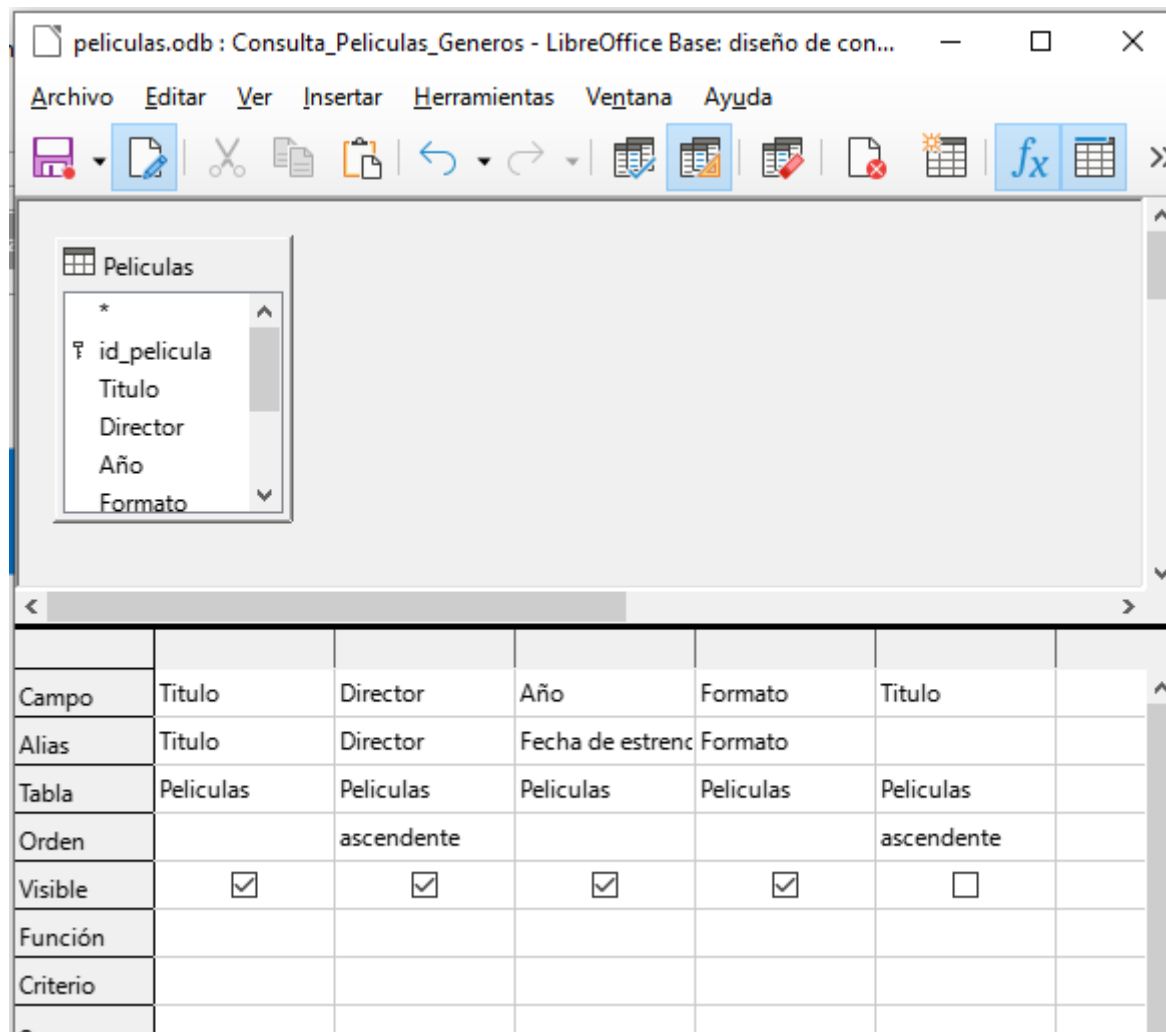 peliculas.odb : Consulta_Peliculas_Generos - LibreOffice Base: diseño de con...
Archivo Editar Ver Insertar Herramientas Ventana Ayuda
fx
Peliculas
*
id_pelicula
Titulo
Director
Año
Formato
Campo Titulo Director Año Formato Titulo
Alias Titulo Director Fecha de estreno Formato
Tabla Peliculas Peliculas Peliculas Peliculas Peliculas
Orden ascendente ascendente
Visible
Función
Criterio